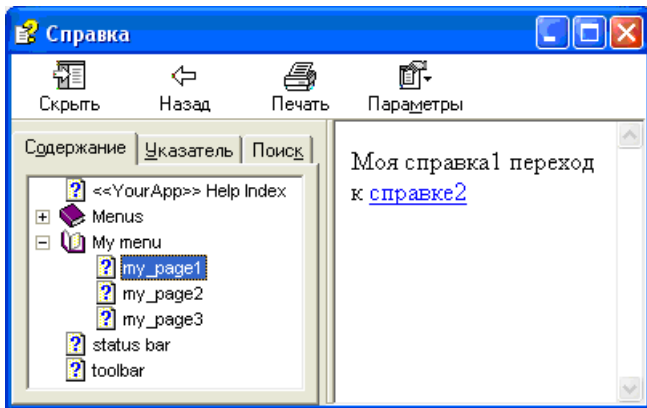 Справка
Скрыть Назад Печать Параметры
Содержание Указатель Поиск
<<YourApp>> Help Index
Menus
My menu
my_page1
my_page2
my_page3
status bar
toolbar
Моя справка1 переход
к справке2